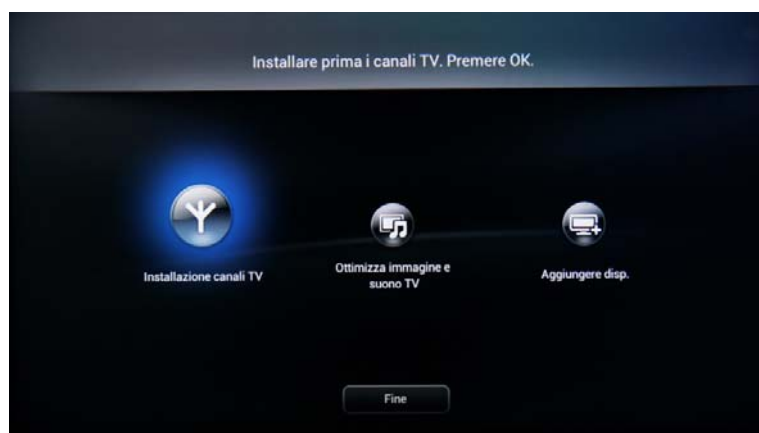 Installare prima i canali TV. Premere OK.
Installazione canali TV
Ottimizza immagine e
suono TV
Aggiungere disp.
Fine